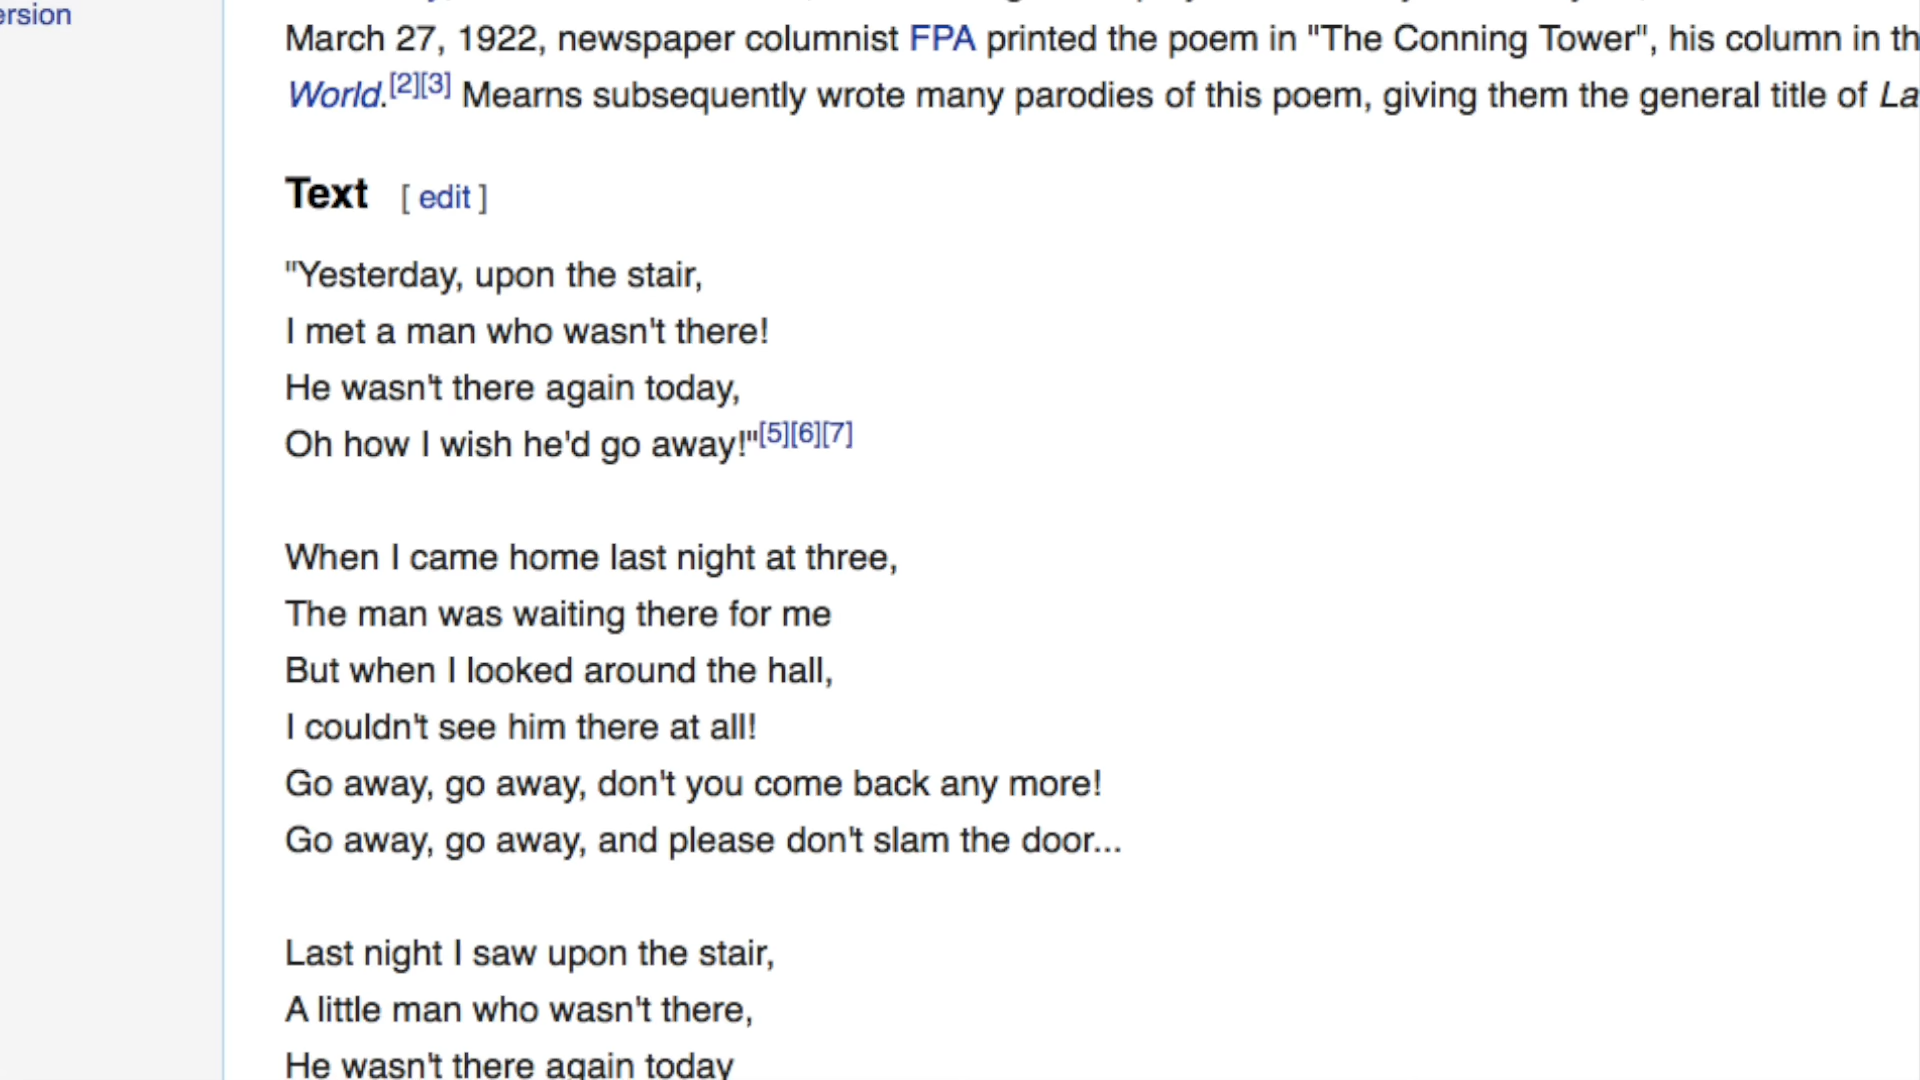 ersion
March 27, 1922, newspaper columnist FPA printed the poem in "The Conning Tower", his column in th
World.[2][3] Mearns subsequently wrote many parodies of this poem, giving them the general title of La
Text [ edit ]
"Yesterday, upon the stair,
I met a man who wasn't there!
He wasn't there again today,
Oh how I wish he'd go away!"[5][6][7]
When I came home last night at three,
The man was waiting there for me
But when I looked around the hall,
I couldn't see him there at all!
Go away, go away, don't you come back any more!
Go away, go away, and please don't slam the door...
Last night I saw upon the stair,
A little man who wasn't there,
He wasn't there again today